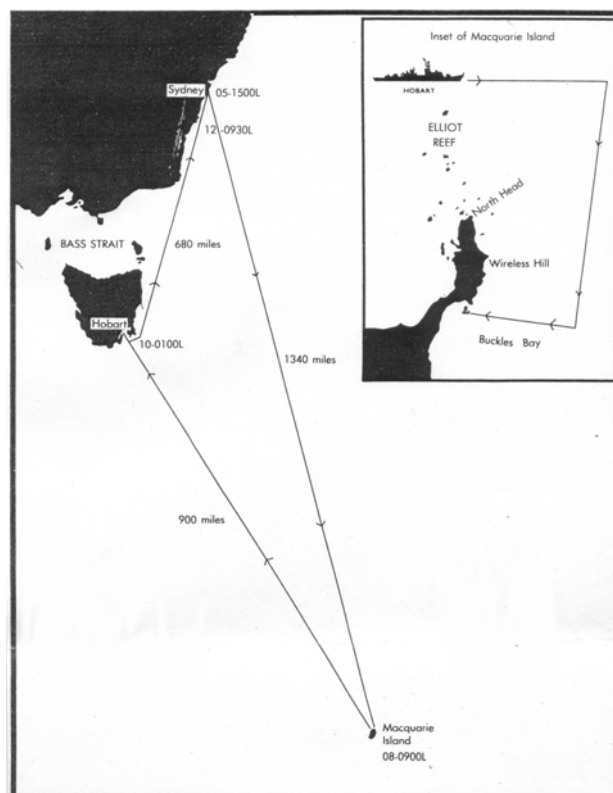 Inset of Macquarie Island
HOBART
ELLIOT
REEF
North Head
Wireless Hill
Buckles Bay
Sydney
05-1500L
12-0930L
BASS STRAIT
680 miles
Hobart
10-0100L
1340 miles
900 miles
Macquarie
Island
08-0900L